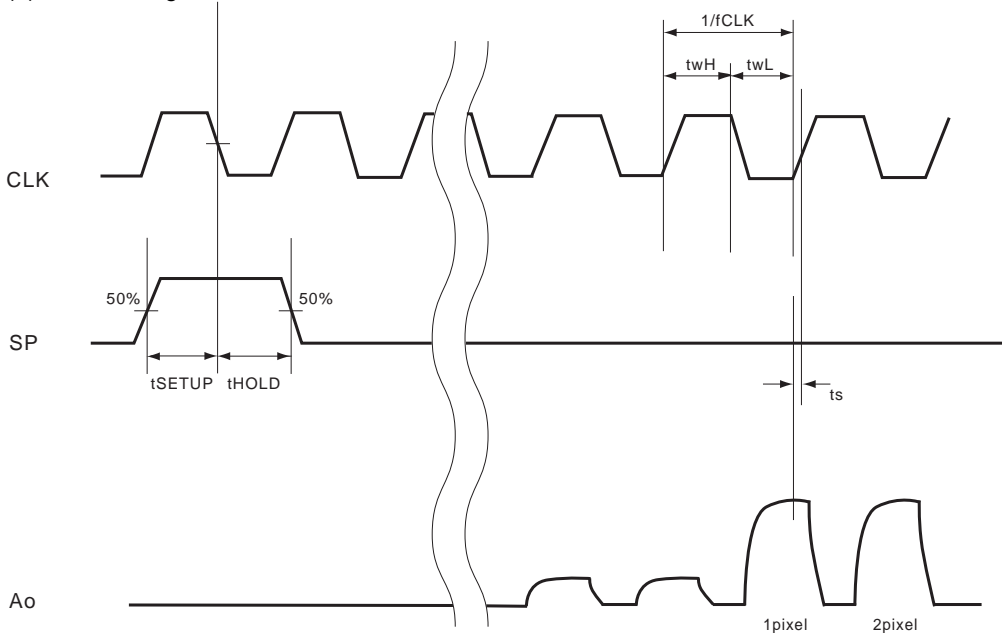 1/fCLK
twH twL
CLK
50% 50%
SP
tSETUP tHOLD
ts
Ao
1pixel 2pixel